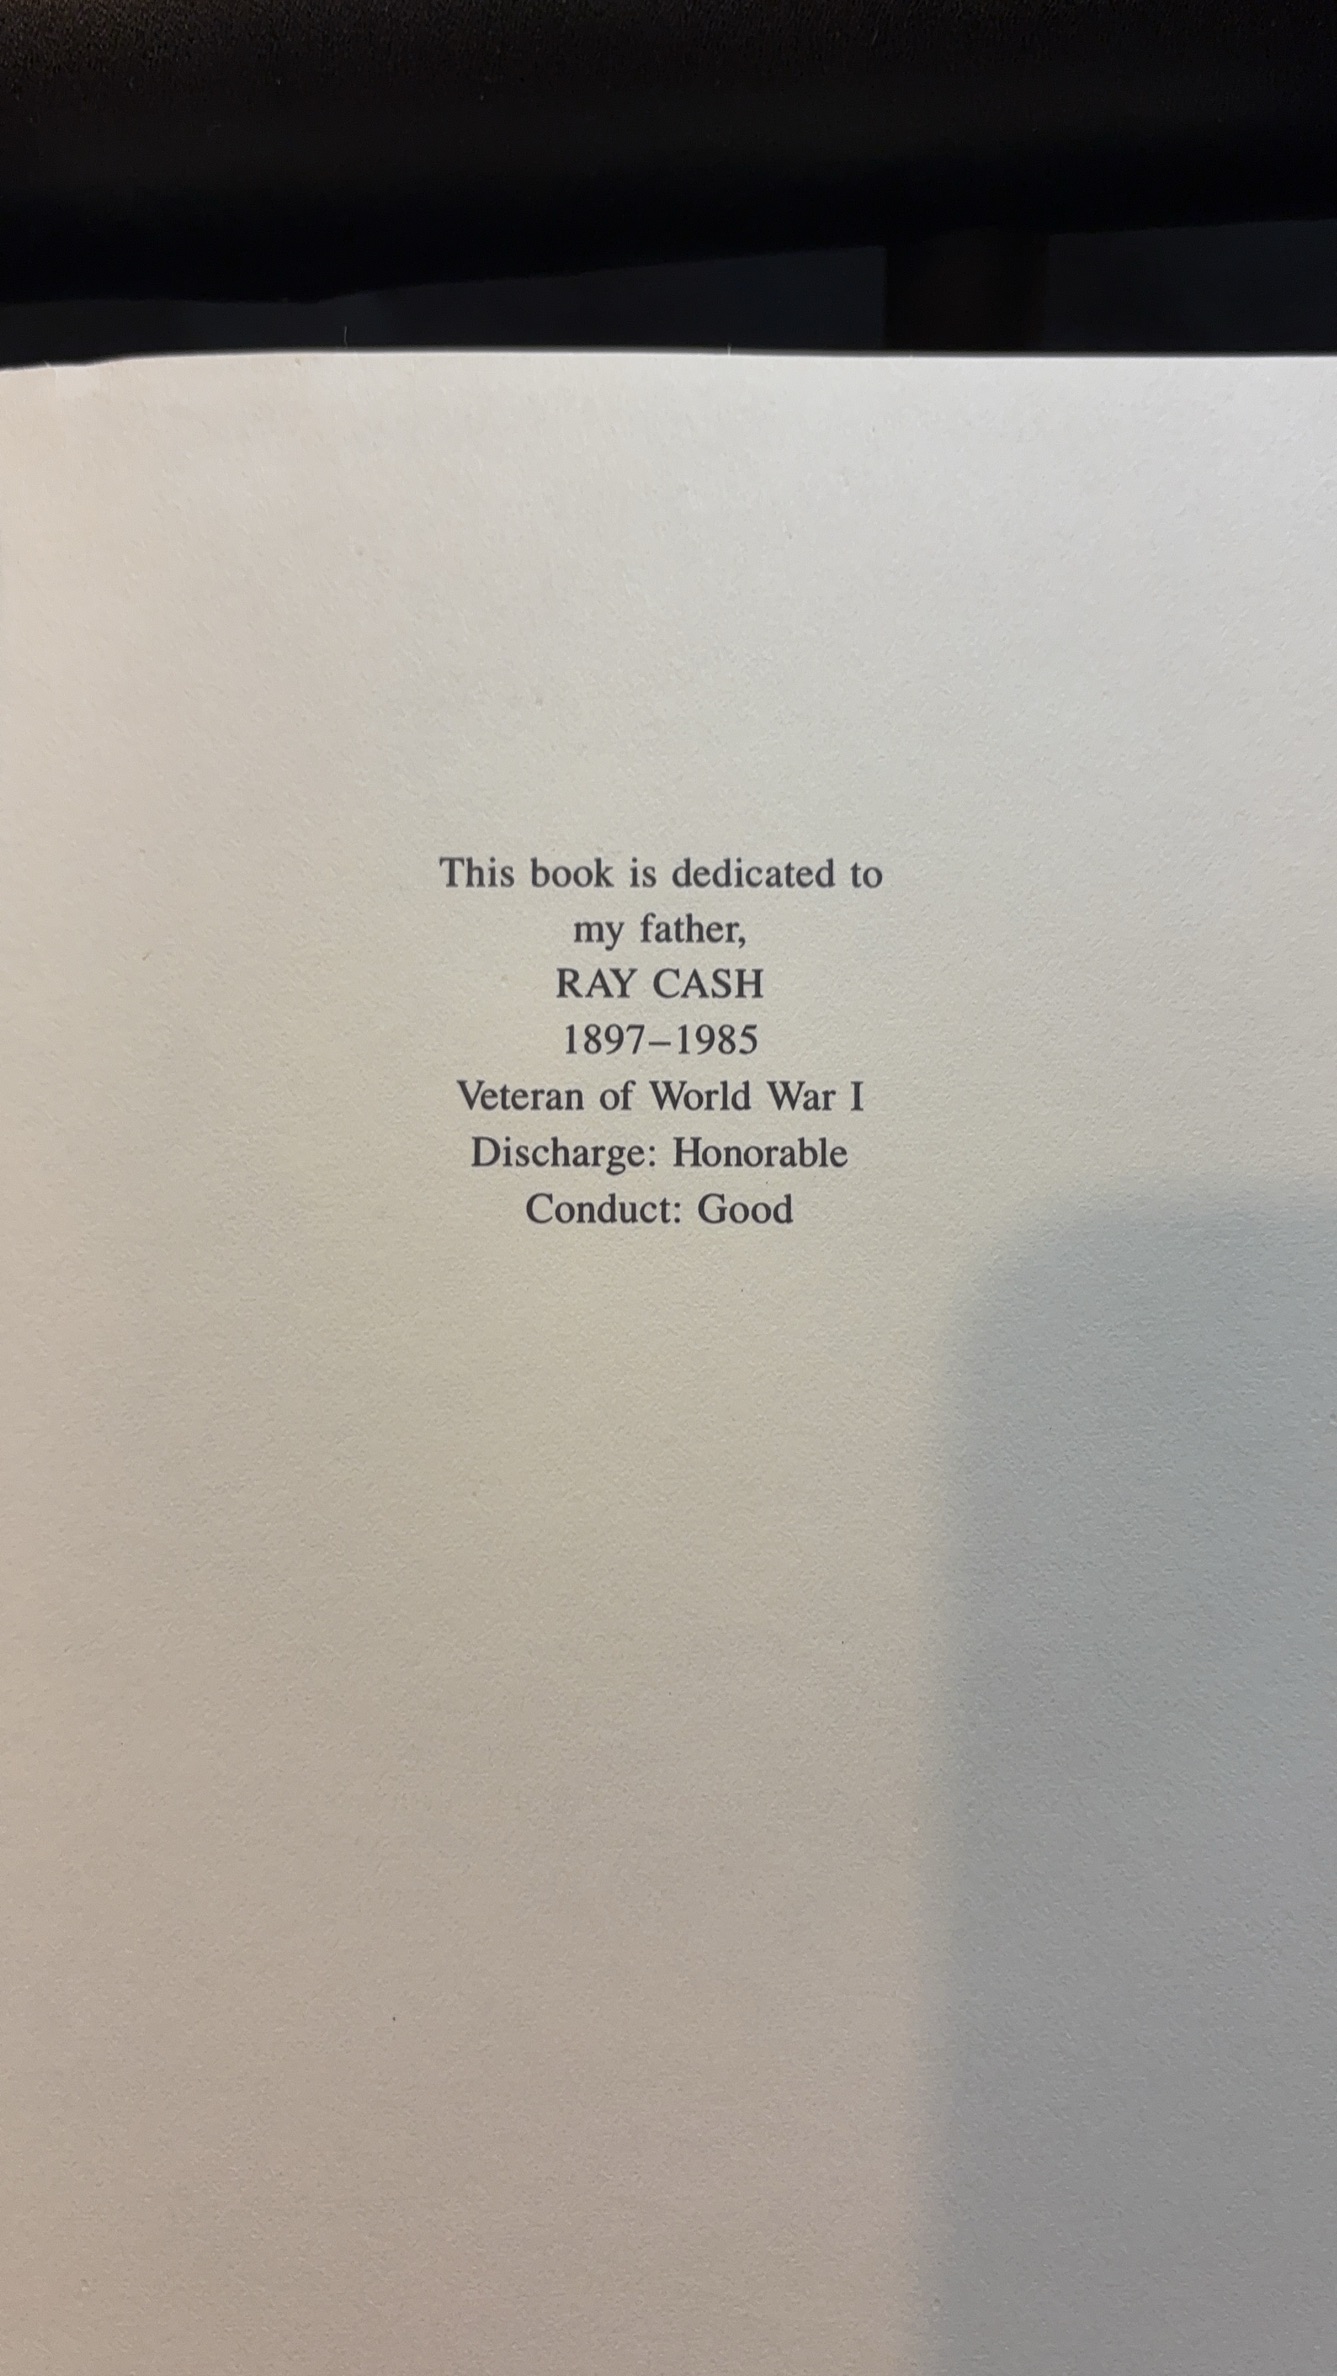 This book is dedicated to
my father,
RAY CASH
1897–1985
Veteran of World War I
Discharge: Honorable
Conduct: Good